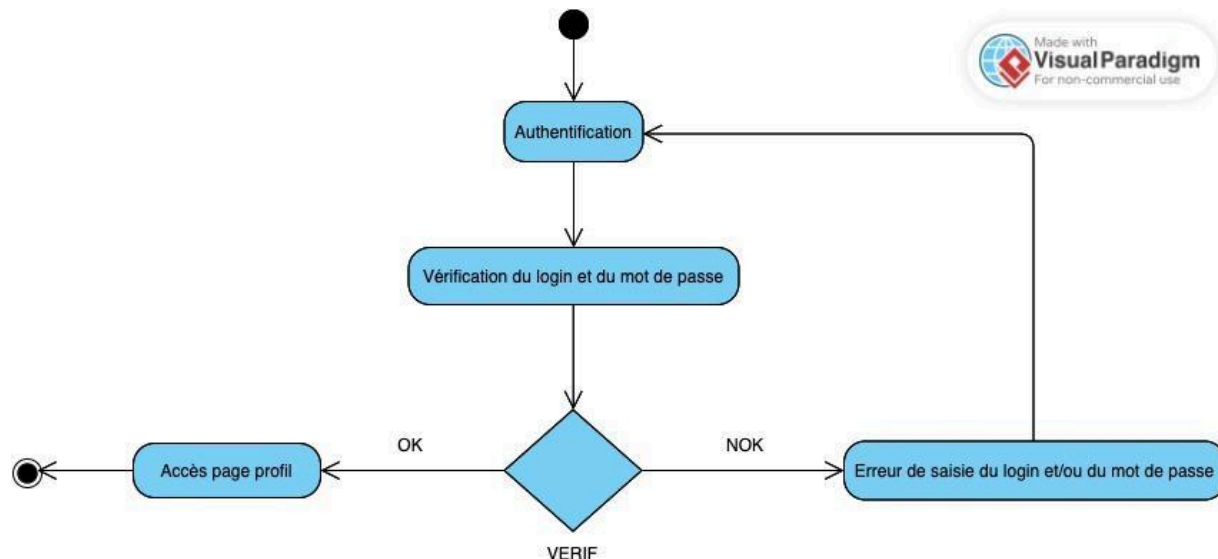 Made with
Visual Paradigm
For non-commercial use
Authentification
Vérification du login et du mot de passe
OK
NOK
Accès page profil
Erreur de saisie du login et/ou du mot de passe
VERIF